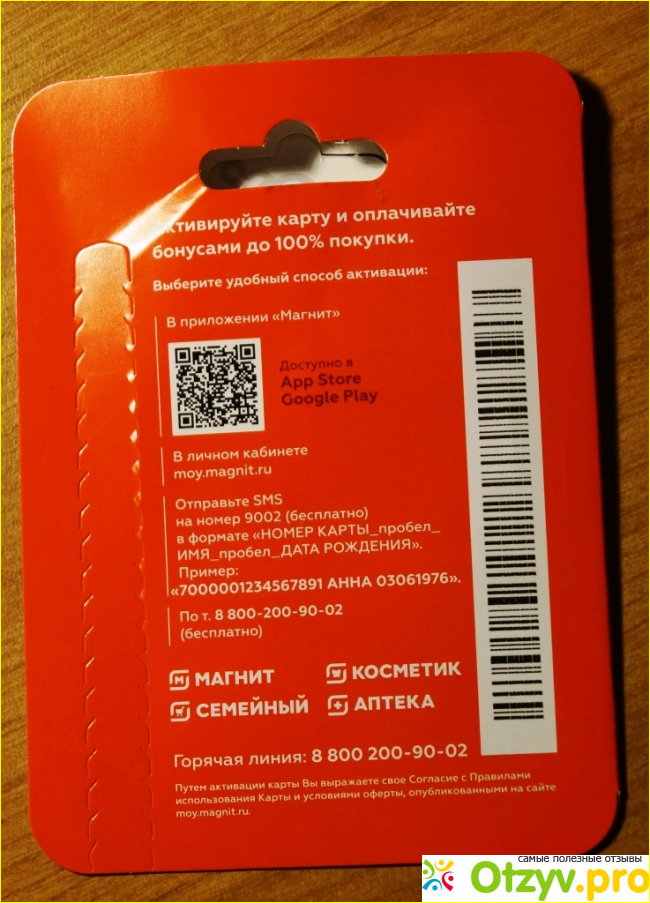 ктивируйте карту и оплачивайте
бонусами до 100% покупки.
Выберите удобный способ активации:
В приложении «Магнит»
Доступно в
App Store
Google Play
В личном кабинете
moy.magnit.ru
Отправьте SMS
на номер 9002 (бесплатно)
в формате «НОМЕР КАРТЫ_пробел_
ИМЯ_пробел_ДАТА РОЖДЕНИЯ».
Пример:
«7000001234567891 АННА 03061976».
По т. 8 800-200-90-02
(бесплатно)
МАГНИТ
КОСМЕТИК
СЕМЕЙНЫЙ
АПТЕКА
Горячая линия: 8 800 200-90-02
Путем активации карты Вы выражаете свое Согласие с Правилами
использования Карты и условиями оферты, опубликованными на сайте
moy.magnit.ru.
самые полезные отзывы
Otzyv.pro